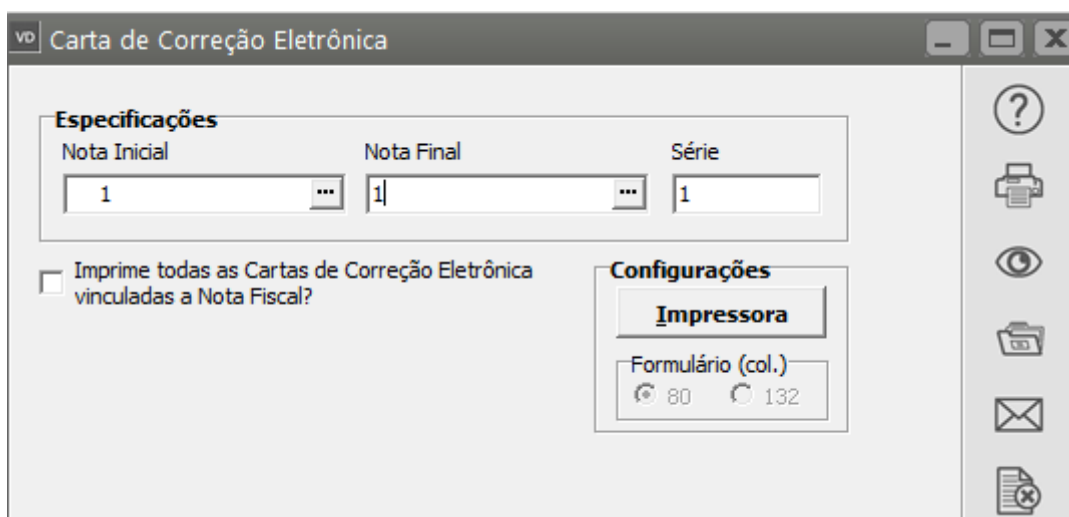 VD Carta de Correção Eletrônica
Especificações
Nota Inicial Nota Final Série
1 ... 1 ... 1
Imprime todas as Cartas de Correção Eletrônica
vinculadas a Nota Fiscal?
Configurações
Impressora
Formulário (col.)
80 132